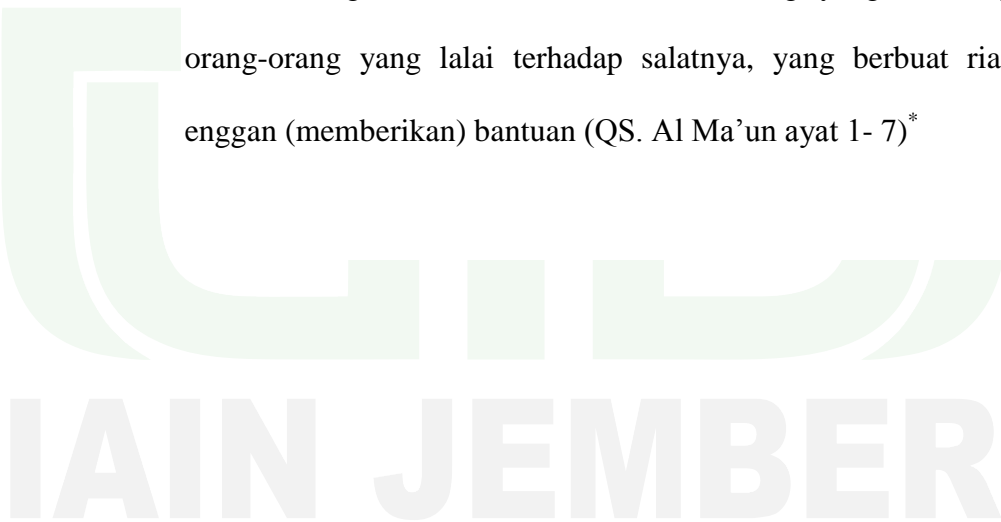 orang-orang yang lalai terhadap salatnya, yang berbuat ria
enggan (memberikan) bantuan (QS. Al Ma’un ayat 1- 7)*
IAIN JEMBER